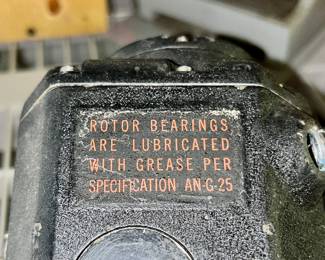 ROTOR BEARINGS
ARE LUBRICATED
WITH GREASE PER
SPECIFICATION AN-G-25